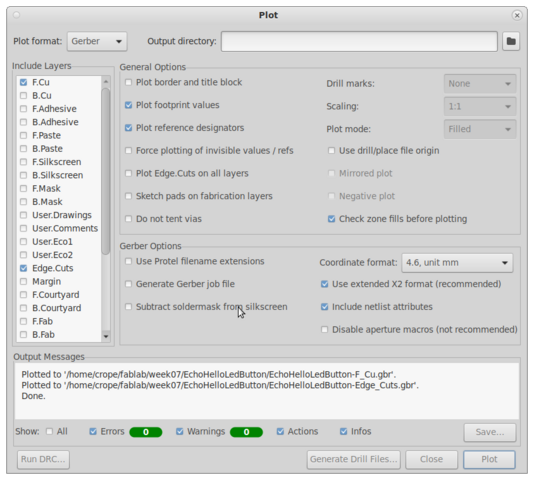 Plot
Plot format: Gerber Output directory:
Include Layers
F.Cu
B.Cu
F.Adhesive
B.Adhesive
F.Paste
B.Paste
F.Silkscreen
B.Silkscreen
F.Mask
B.Mask
User.Drawings
User.Comments
User.Eco1
User.Eco2
Edge.Cuts
Margin
F.Courtyard
B.Courtyard
F.Fab
B.Fab
General Options
Plot border and title block
Plot footprint values
Plot reference designators
Force plotting of invisible values / refs
Plot Edge.Cuts on all layers
Sketch pads on fabrication layers
Do not tent vias
Drill marks: None
Scaling: 1:1
Plot mode: Filled
Use drill/place file origin
Mirrored plot
Negative plot
Check zone fills before plotting
Gerber Options
Use Protel filename extensions
Generate Gerber job file
Subtract soldermask from silkscreen
Coordinate format: 4.6, unit mm
Use extended X2 format (recommended)
Include netlist attributes
Disable aperture macros (not recommended)
Output Messages
Plotted to '/home/crope/fablab/week07/EchoHelloLedButton/EchoHelloLedButton-F_Cu.gbr'.
Plotted to '/home/crope/fablab/week07/EchoHelloLedButton/EchoHelloLedButton-Edge_Cuts.gbr'.
Done.
Show: All Errors 0 Warnings 0 Actions Infos Save...
Run DRC... Generate Drill Files... Close Plot